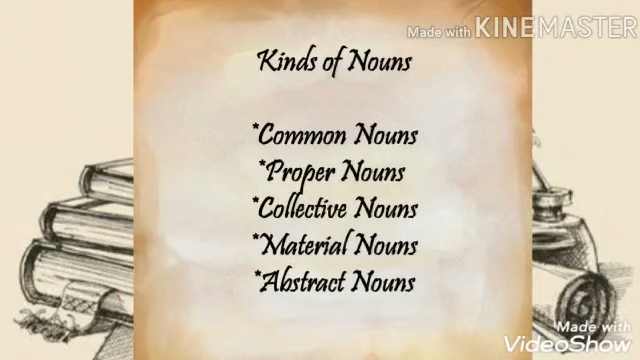 Made with KINEMASTER
Kinds of Nouns
*Common Nouns
*Proper Nouns
*Collective Nouns
*Material Nouns
*Abstract Nouns
Made with
VideoShow